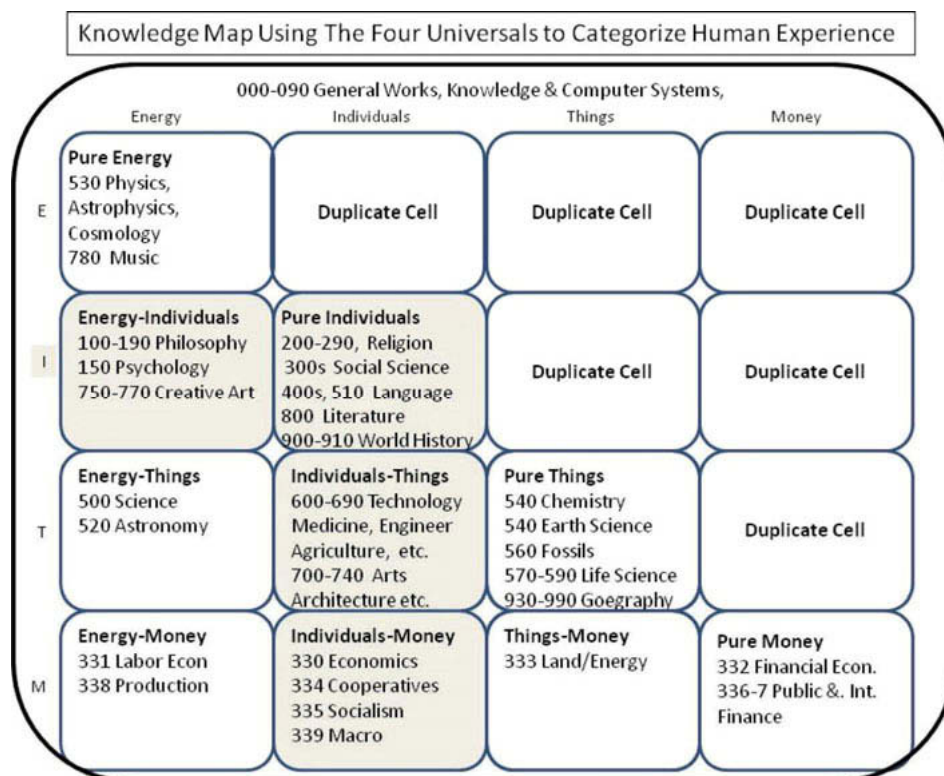 Knowledge Map Using The Four Universals to Categorize Human Experience
000-090 General Works, Knowledge & Computer Systems,
Energy
Individuals
Things
Money
E
Pure Energy
530 Physics,
Astrophysics,
Cosmology
780 Music
Duplicate Cell
Duplicate Cell
Duplicate Cell
I
Energy-Individuals
100-190 Philosophy
150 Psychology
750-770 Creative Art
Pure Individuals
200-290, Religion
300s Social Science
400s, 510 Language
800 Literature
900-910 World History
Duplicate Cell
Duplicate Cell
T
Energy-Things
500 Science
520 Astronomy
Individuals-Things
600-690 Technology
Medicine, Engineer
Agriculture, etc.
700-740 Arts
Architecture etc.
Pure Things
540 Chemistry
540 Earth Science
560 Fossils
570-590 Life Science
930-990 Goegraphy
Duplicate Cell
M
Energy-Money
331 Labor Econ
338 Production
Individuals-Money
330 Economics
334 Cooperatives
335 Socialism
339 Macro
Things-Money
333 Land/Energy
Pure Money
332 Financial Econ.
336-7 Public &. Int.
Finance